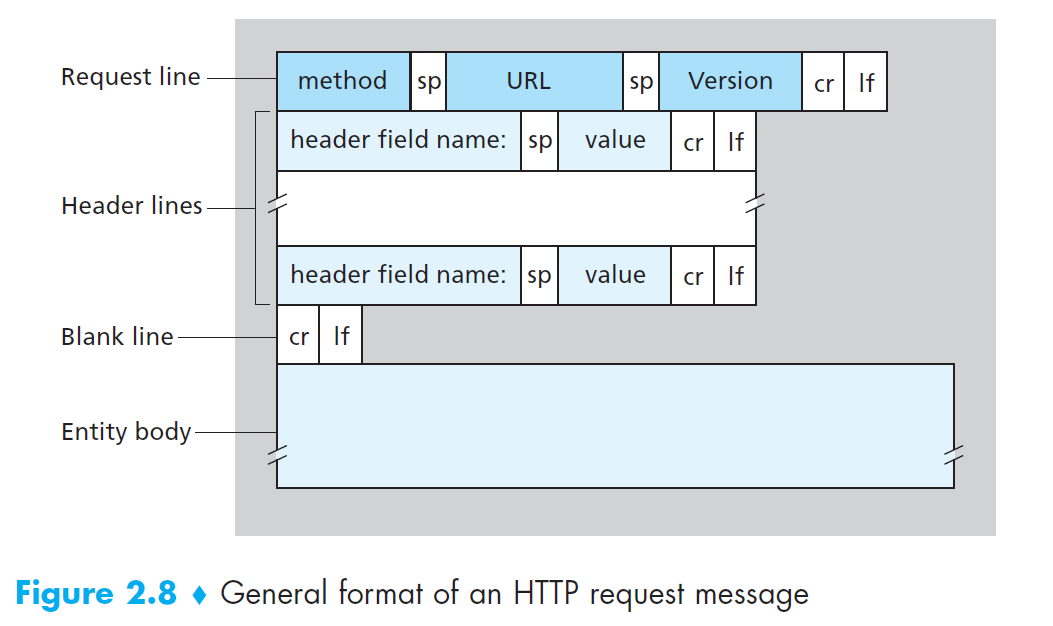 Request line method sp URL sp Version cr lf
header field name: sp value cr lf
Header lines
header field name: sp value cr lf
Blank line cr lf
Entity body
Figure 2.8 ♦ General format of an HTTP request message